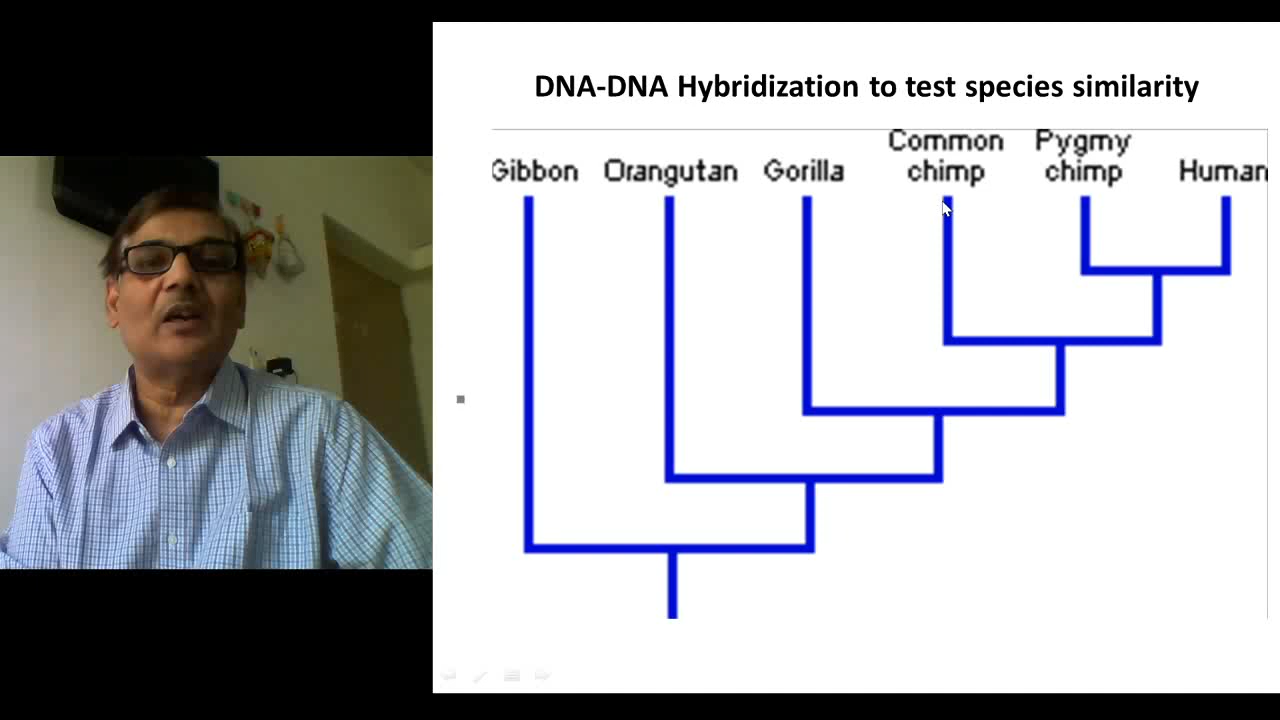 DNA-DNA Hybridization to test species similarity
Gibbon
Orangutan
Gorilla
Common
chimp
Pygmy
chimp
Human